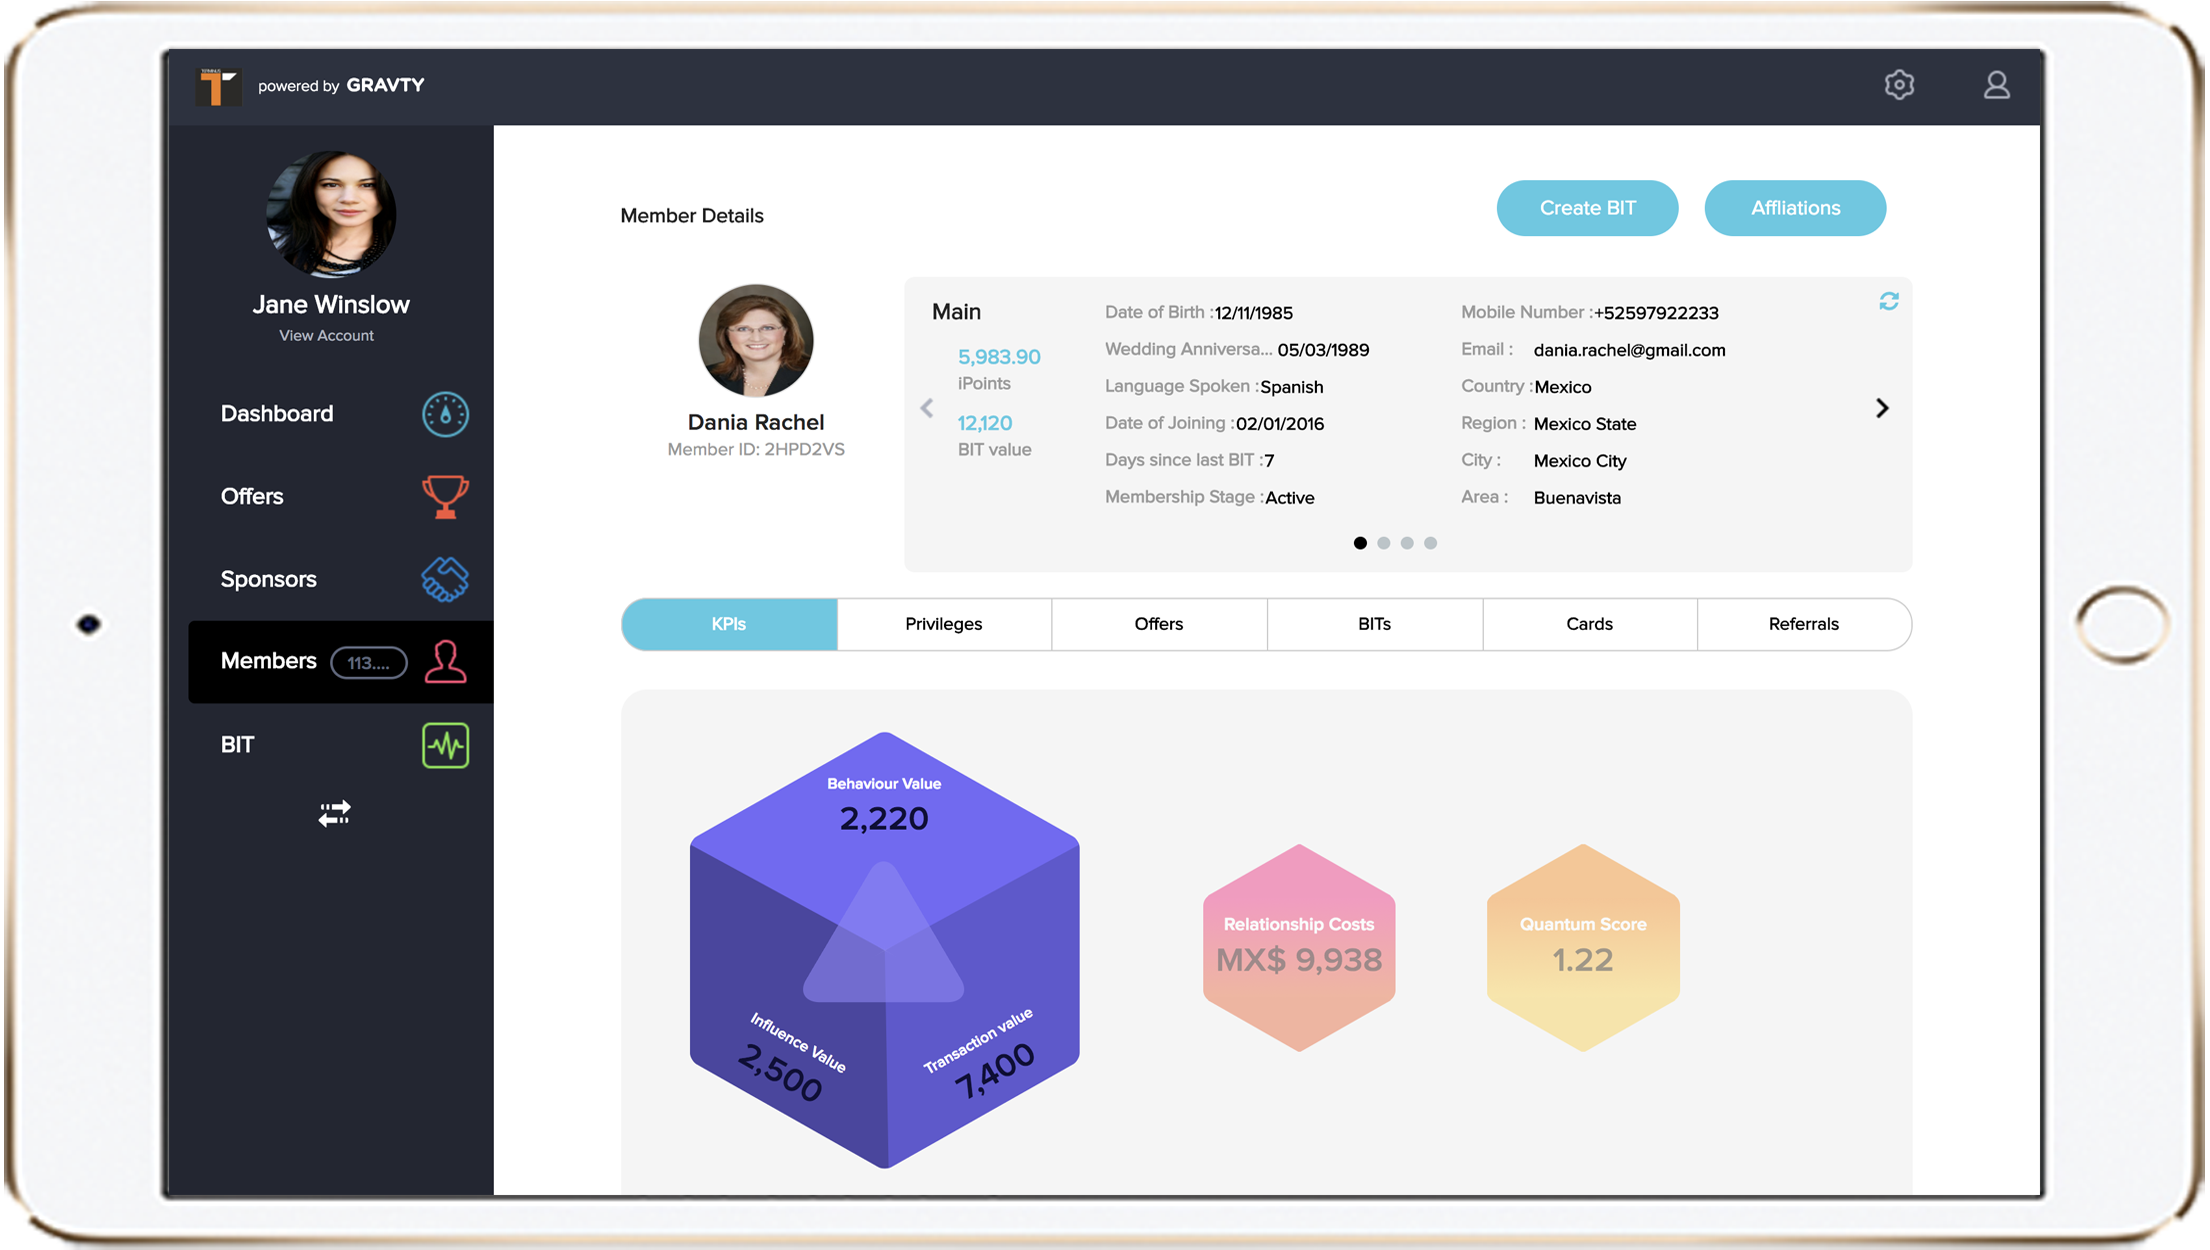 powered by GRAVTY
Jane Winslow
View Account
Dashboard
Offers
Sponsors
Members 113....
BIT
Member Details
Create BIT
Affliations
Dania Rachel
Member ID: 2HPD2VS
Main
5,983.90
iPoints
12,120
BIT value
Date of Birth :12/11/1985
Wedding Anniversa... 05/03/1989
Language Spoken :Spanish
Date of Joining :02/01/2016
Days since last BIT :7
Membership Stage :Active
Mobile Number :+52597922233
Email : dania.rachel@gmail.com
Country :Mexico
Region : Mexico State
City : Mexico City
Area : Buenavista
KPIs
Privileges
Offers
BITs
Cards
Referrals
Behaviour Value
2,220
Influence Value
2,500
Transaction value
7,400
Relationship Costs
MX$ 9,938
Quantum Score
1.22